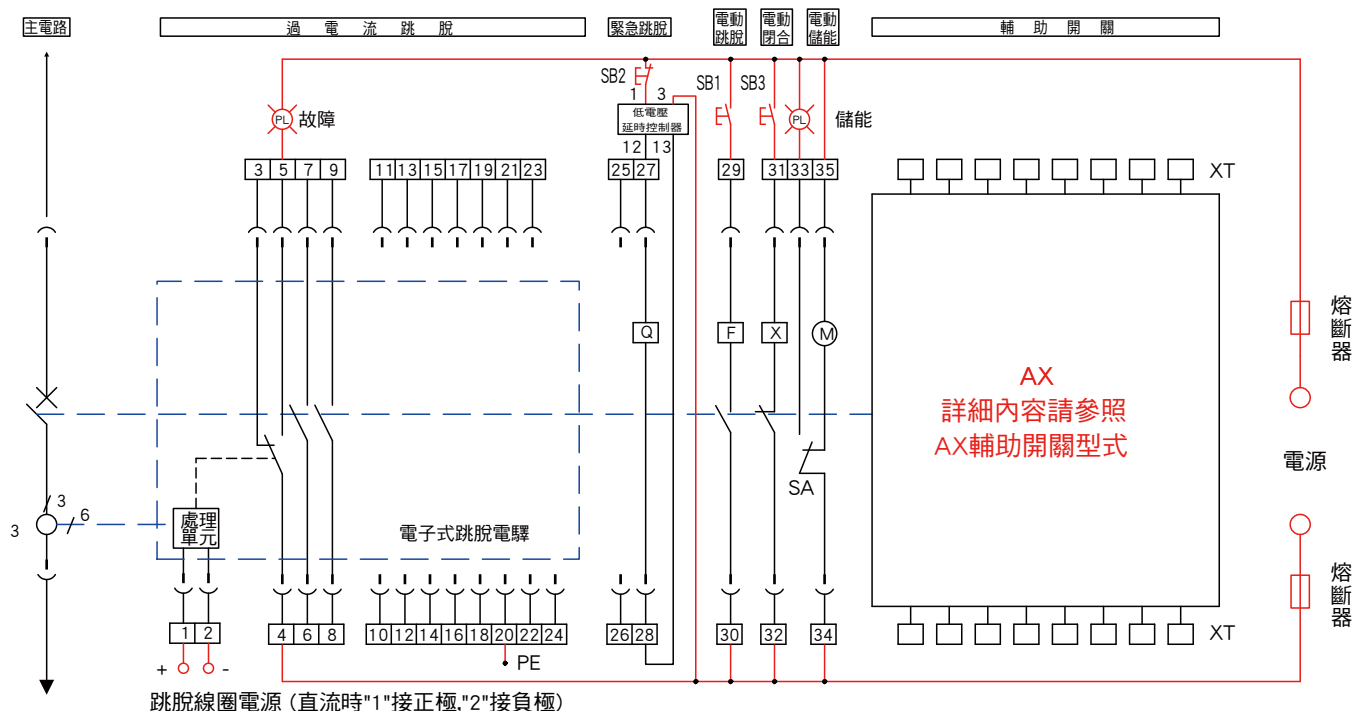 主電路
過電流跳脫
緊急跳脫
電動
跳脫
電動
閉合
電動
儲能
輔助開關
SB2
SB1
SB3
1 3
低電壓
延時控制器
PL
故障
PL
儲能
12 13
3 5 7 9
11 13 15 17 19 21 23
25 27
29
31 33 35
XT
Q
F
X
M
熔斷器
AX
詳細內容請參照
AX輔助開關型式
電源
SA
3
3
6
處理
單元
電子式跳脫電驛
熔斷器
1 2
4 6 8
10 12 14 16 18 20 22 24
26 28
30
32
34
XT
+ -
PE
跳脫線圈電源 (直流時"1"接正極,"2"接負極)